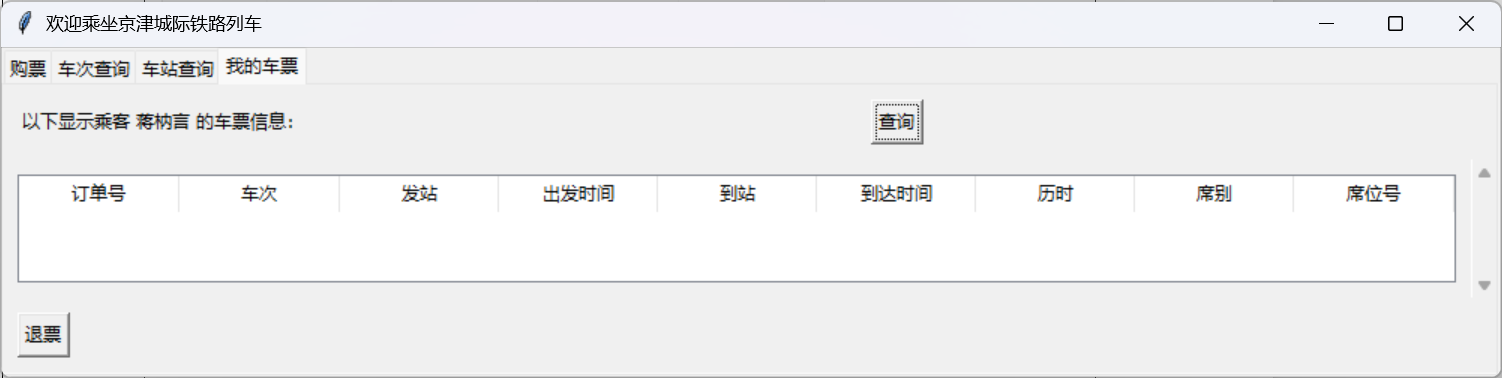 欢迎乘坐京津城际铁路列车
购票 车次查询 车站查询 我的车票
以下显示乘客 蒋枘言 的车票信息： 查询
订单号 车次 发站 出发时间 到站 到达时间 历时 席别 席位号
退票